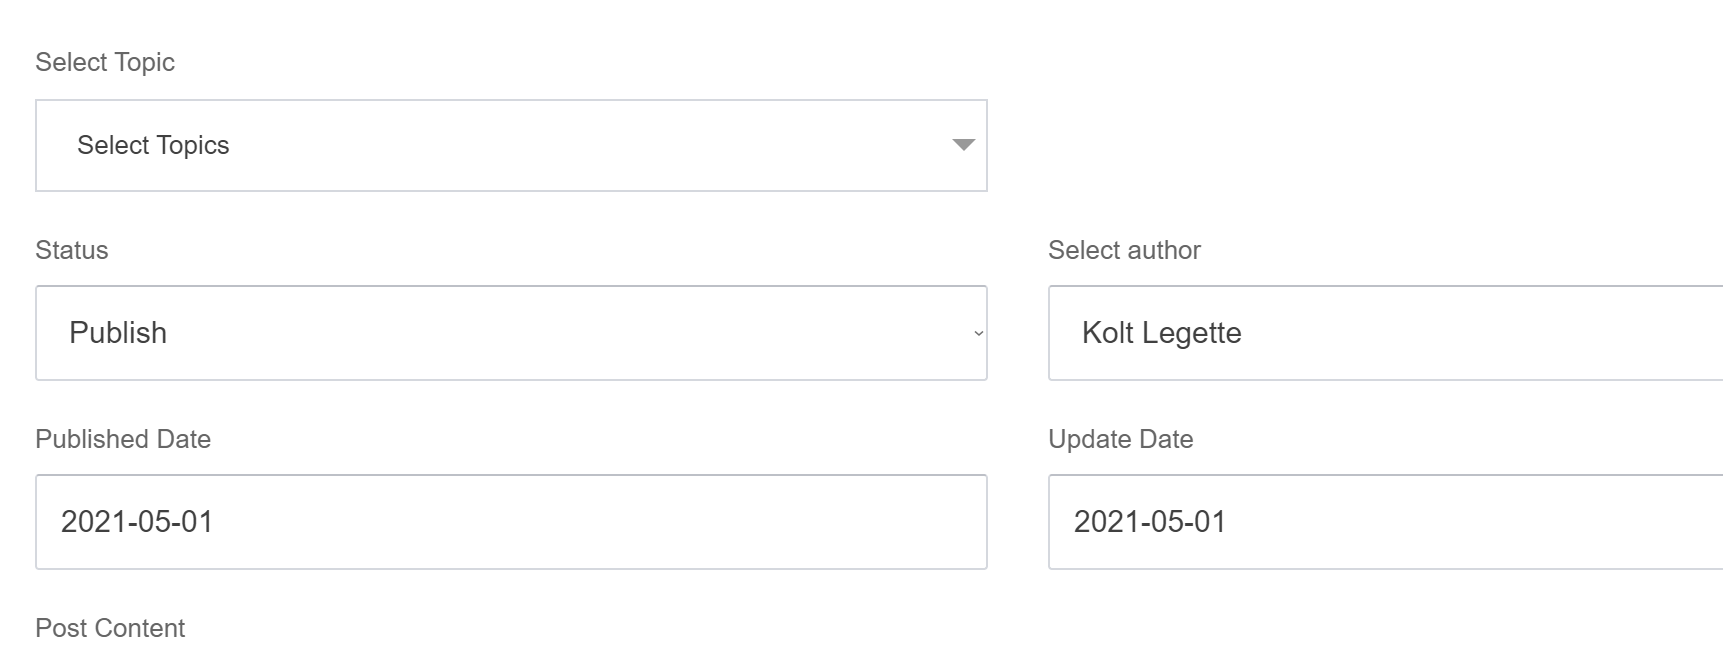 Select Topic
Select Topics
Status
Select author
Publish
Kolt Legette
Published Date
Update Date
2021-05-01
2021-05-01
Post Content